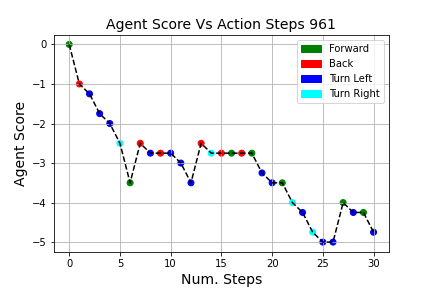 Agent Score Vs Action Steps 961
Forward
Back
Turn Left
Turn Right
Agent Score
0
−1
−2
−3
−4
−5
0 5 10 15 20 25 30
Num. Steps